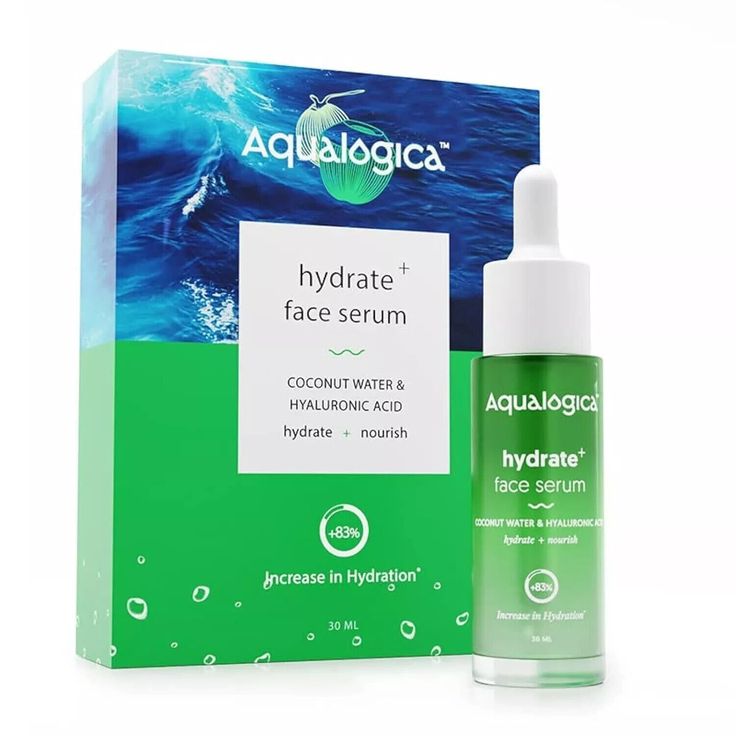 Aqualogica™
hydrate+
face serum
COCONUT WATER &
HYALURONIC ACID
hydrate + nourish
+83%
Increase in Hydration*
30 ML
Aqualogica™
hydrate+
face serum
COCONUT WATER & HYALURONIC ACID
hydrate + nourish
+83%
Increase in Hydration*
30 ML